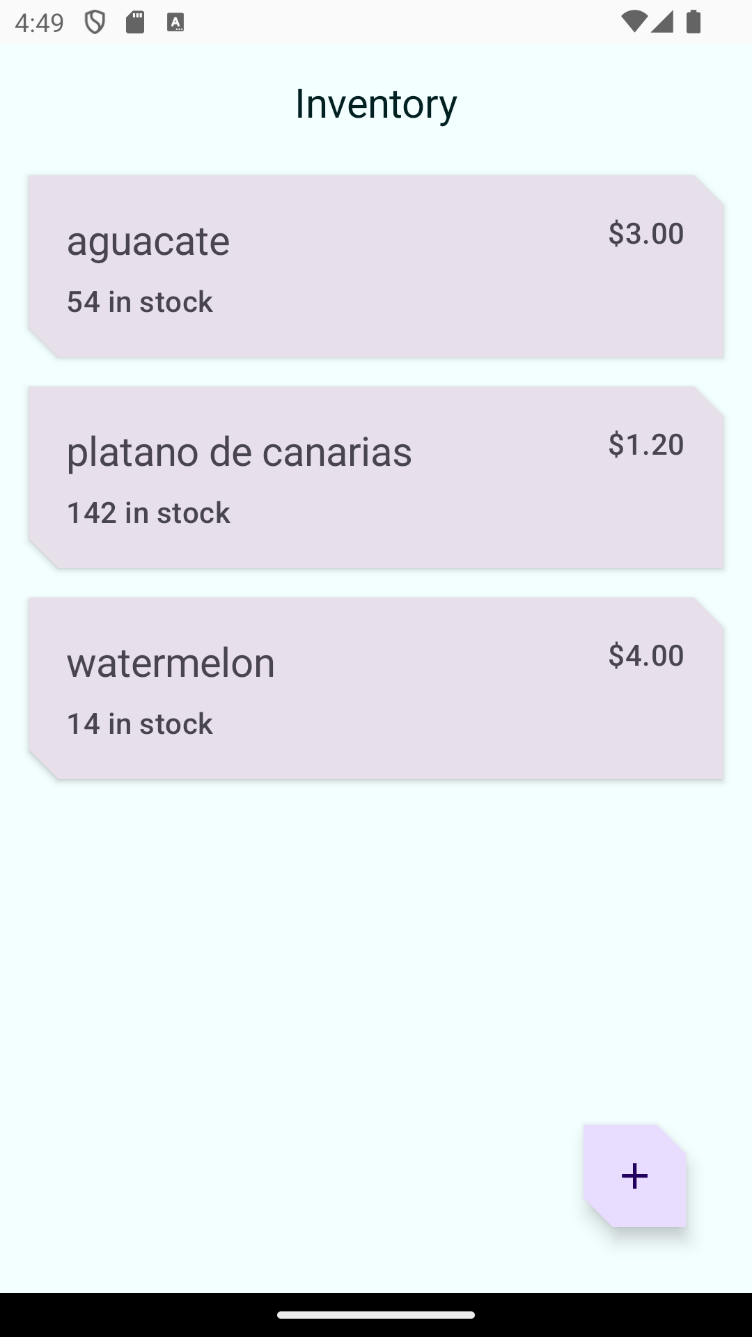 4:49
Inventory
aguacate
$3.00
54 in stock
platano de canarias
$1.20
142 in stock
watermelon
$4.00
14 in stock
+